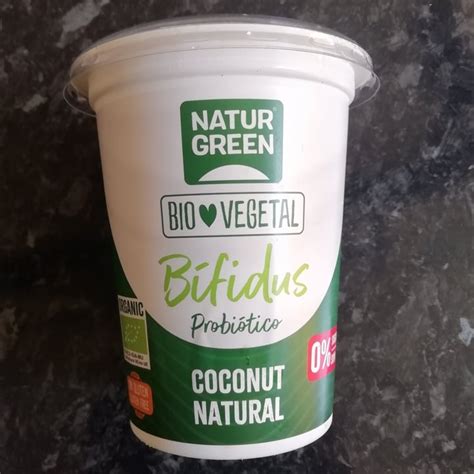 NATUR
GREEN
BIO VEGETAL
Bífidus
Probiótico
ORGANIC
0%
COCONUT
NATURAL